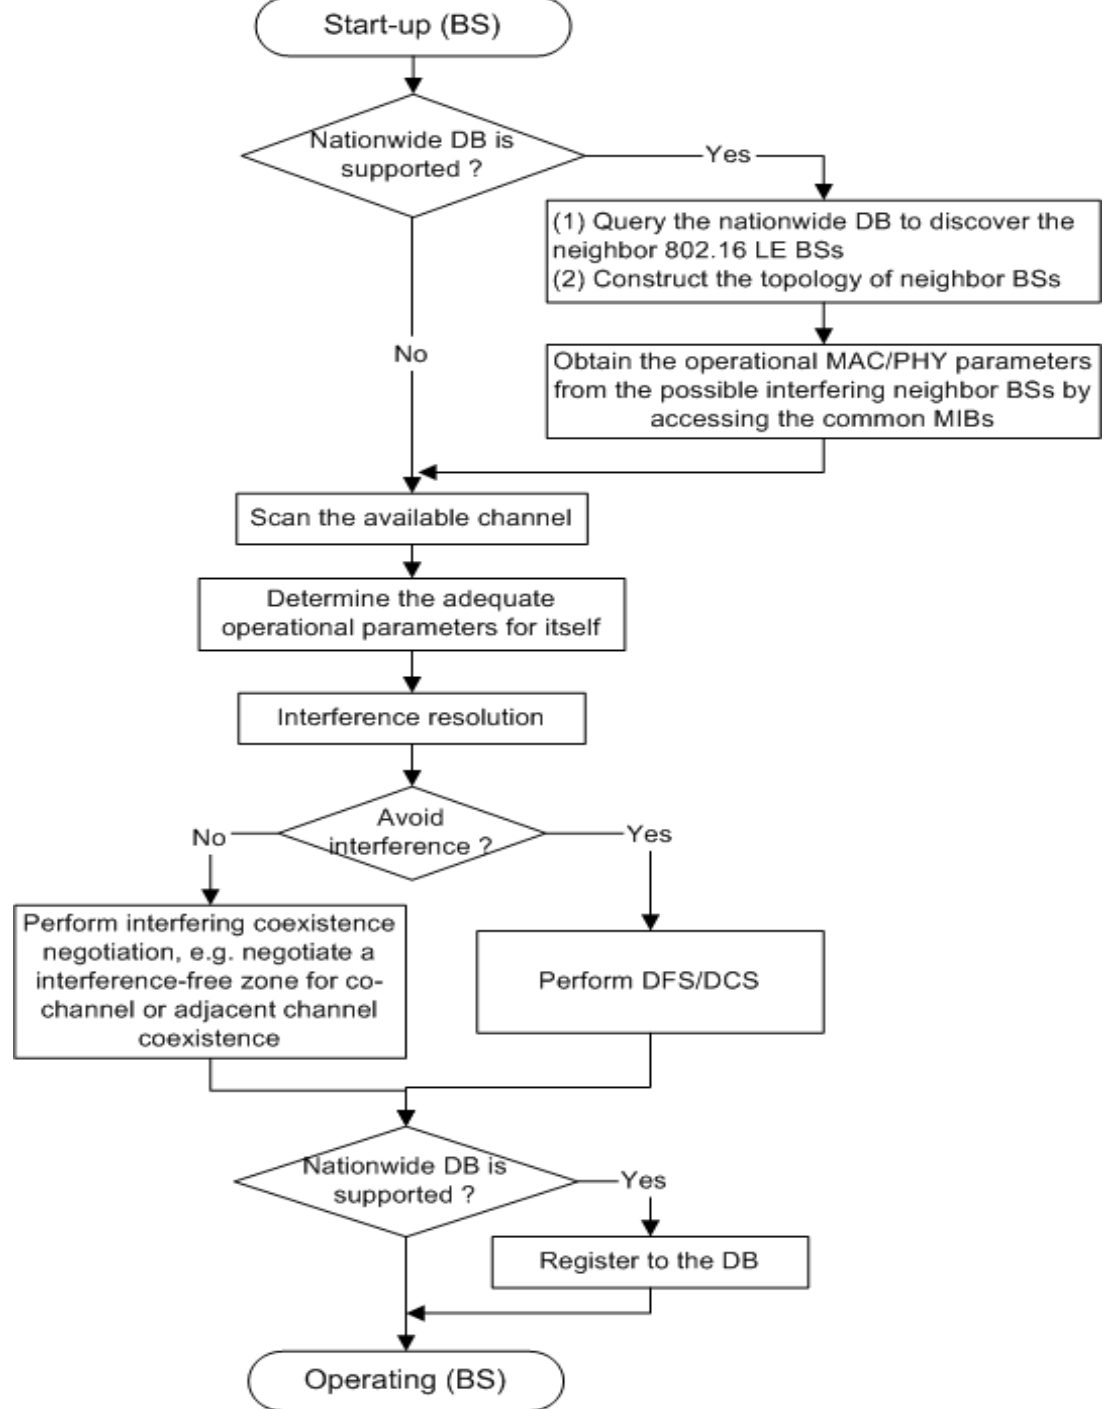 Start-up (BS)
Nationwide DB is
supported ?
Yes
(1) Query the nationwide DB to discover the
neighbor 802.16 LE BSs
(2) Construct the topology of neighbor BSs
No
Obtain the operational MAC/PHY parameters
from the possible interfering neighbor BSs by
accessing the common MIBs
Scan the available channel
Determine the adequate
operational parameters for itself
Interference resolution
Avoid
interference ?
No
Yes
Perform interfering coexistence
negotiation, e.g. negotiate a
interference-free zone for co-
channel or adjacent channel
coexistence
Perform DFS/DCS
Nationwide DB is
supported ?
Yes
Register to the DB
Operating (BS)